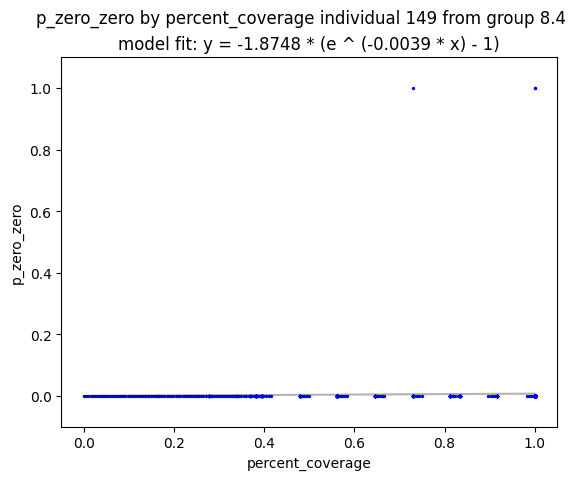 p_zero_zero by percent_coverage individual 149 from group 8.4
model fit: y = -1.8748 * (e ^ (-0.0039 * x) - 1)
1.0
0.8
0.6
0.4
0.2
0.0
p_zero_zero
0.0 0.2 0.4 0.6 0.8 1.0
percent_coverage